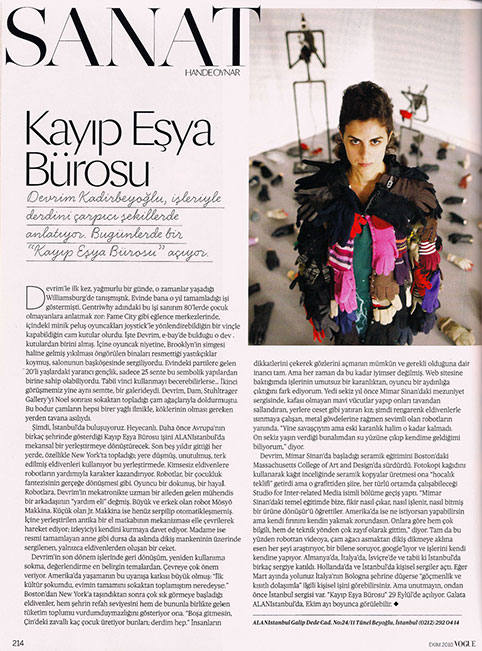 SANAT
HANDE OYNAR
Kayıp Eşya
Bürosu
Devrim Kadirbeyoğlu, işleriyle
derdini çarpıcı şekillerde
anlatıyor. Bugünlerde bir
“Kayıp Eşya Bürosu” açıyor.
Devrim'le ilk kez, yağmurlu bir günde, o zamanlar yaşadığı
Williamsburg'de tanışmıştık. Evinde bana o yıl tamamladığı işi
göstermişti. Gentriwhy adındaki bu işi sanırım 80'lerde çocuk
olmayanlara anlatmak zor: Fame City gibi eğlence merkezlerinde,
içindeki minik peluş oyuncakları joystick'le yönlendirebildiğin bir vinçle
kapabildiğin cam kutular olurdu. İşte Devrim, e-bay'de bulduğu o dev
kutulardan birini almış. İçine oyuncak niyetine, Brooklyn'in simgesi
haline gelmiş yıkılması öngörülen binaları resmettiği yastıkçıklar
koymuş, salonunun başköşesinde sergiliyordu. Evindeki partilere gelen
20'li yaşlardaki yaratıcı gençlik, sadece 25 sente bu sembolik yapılardan
birine sahip olabiliyordu. Tabii vinci kullanmayı becerebilirlerse... İkinci
görüşmemiz yine aynı sente, bir galerideydi. Devrim, Dam, Stuhltrager
Gallery'yi Noel sonrası sokaktan topladığı çam ağaçlarıyla doldurmuştu.
Bu bodur çamların hepsi birer yağlı ilmikle, köklerinin olması gereken
yerden tavana asılıydı.
Şimdi, İstanbul'da buluşuyoruz. Heyecanlı. Daha önce Avrupa'nın
birkaç şehrinde gösterdiği Kayıp Eşya Bürosu işini ALANistanbul'da
mekansal bir yerleştirmeye dönüştürecek. Son beş yıldır gittiği her
yerde, özellikle New York'ta topladığı; yere düşmüş, unutulmuş, terk
edilmiş eldivenleri kullanıyor bu yerleştirmede. Kimsesiz eldivenlere
robotların yardımıyla karakter kazandırıyor. Robotlar, bir çocukluk
fantezisinin gerçeğe dönüşmesi gibi. Oyuncu bir dokunuş, bir hayal.
Robotlara, Devrim'in mekatronikte uzman bir aileden gelen mühendis
bir arkadaşının “yardım eli” değmiş. Büyük ve erkek olan robot Mösyö
Makkina. Küçük olan Jr. Makkina ise henüz serpilip otomatikleşmemiş.
İçine yerleştirilen antika bir el matkabının mekanizması elle çevrilerek
hareket ediyor; izleyiciyi kendini kurmaya davet ediyor. Madame ise
resmi tamamlayan anne gibi dursa da aslında dikiş mankeninin üzerinde
sergilenen, yalnızca eldivenlerden oluşan bir ceket.
Devrim'in son dönem işlerinde geri dönüşüm, yeniden kullanıma
sokma, değerlendirme en belirgin temalardan. Çevreye çok önem
veriyor. Amerika'da yaşamanın bu uyanışa katkısı büyük olmuş: “İlk
kültür şokumdu, evimin tamamını sokaktan toplamıştım neredeyse.”
Boston'dan New York'a taşındıktan sonra çok sık görmeye başladığı
eldivenler, hem şehrin refah seviyesini hem de bununla birlikte gelen
tüketim toplumu vurdumduymazlığını gösteriyor ona. “Boşa gitmesin,
Çin'deki zavallı kaç çocuk üretiyor bunları; derdim hep.” İnsanların
dikkatlerini çekerek gözlerini açmanın mümkün ve gerekli olduğuna dair
inancı tam. Ama her zaman da bu kadar iyimser değilmiş. Web sitesine
baktığımda işlerinin umutsuz bir karanlıktan, oyuncu bir aydınlığa
çıktığını fark ediyorum. Yedi sekiz yıl önce Mimar Sinan'daki mezuniyet
sergisinde, kafası olmayan mavi vücutlar yapıp onları tavandan
sallandıran, yerlere ceset gibi yatıran kız; şimdi rengarenk eldivenlerle
ısınmaya çalışan, metal gövdelerine rağmen sevimli olan robotların
yanında. “Yine savaşçıyım ama eski karanlık halim o kadar kalmadı.
On sekiz yaşın verdiği bunalımdan su yüzüne çıkıp kendime geldiğimi
biliyorum,” diyor.
Devrim, Mimar Sinan'da başladığı seramik eğitimini Boston'daki
Massachusetts College of Art and Design'da sürdürdü. Fotokopi kağıdını
kullanarak kağıt inceliğinde seramik kopyalar üretmesi ona “hocalık
teklifi” getirdi ama o grafittiden şiire, her türlü ortamda çalışabileceği
Studio for Inter-related Media isimli bölüme geçiş yaptı. “Mimar
Sinan'daki temel eğitimde bize, fikir nasıl çıkar, nasıl işlenir, nasıl bitmiş
bir ürüne dönüşür'ü öğrettiler. Amerika'da ise ne istiyorsan yapabilirsin
ama kendi fırınını kendin yakmak zorundasın. Onlara göre hem çok
bilgili, hem de teknik yönden çok zayıf olarak gittim,” diyor. Tam da bu
yüzden robottan videoya, çam ağacı asmaktan dikiş dikmeye aklına
esen her şeyi araştırıyor, bir bilene soruyor, google'lıyor ve işlerini kendi
kendine yapıyor. Almanya'da, İtalya'da, İsviçre'de ve tabii ki İstanbul'da
birkaç sergiye katıldı. Hollanda'da ve İstanbul'da kişisel sergiler açtı. Eğer
Mart ayında yolunuz İtalya'nın Bologna şehrine düşerse “göçmenlik ve
kısıtlı dolaşımla” ilgili kişisel işini görebilirsiniz. Ama unutmayın, ondan
önce İstanbul sergisi var. “Kayıp Eşya Bürosu” 29 Eylül'de açılıyor. Galata
ALANistanbul'da, Ekim ayı boyunca görülebilir. ◆
ALANistanbul Galip Dede Cad. No:24/11 Tünel Beyoğlu, İstanbul (0212) 292 04 14
214
EKİM 2010 VOGUE